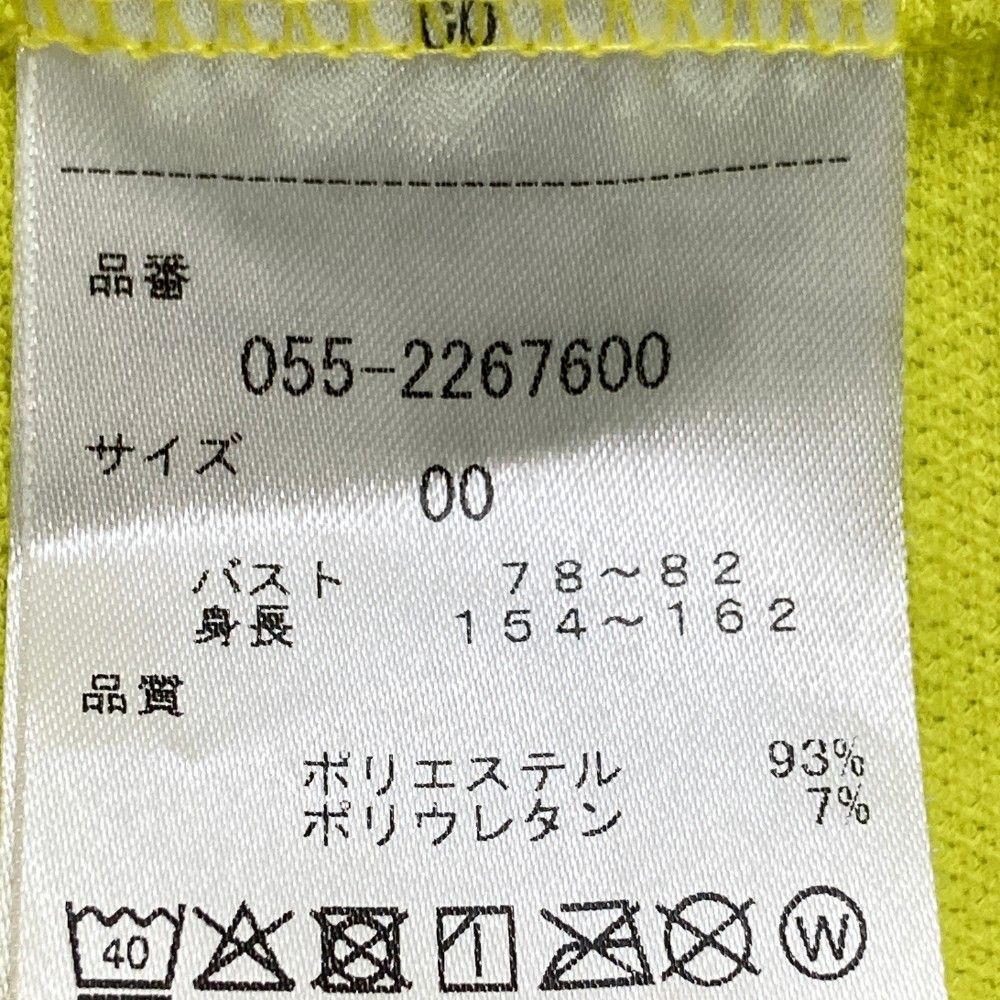 品番
055-2267600
サイズ
00
バスト 78～82
身長 154～162
品質
ポリエステル 93%
ポリウレタン 7%
40 W